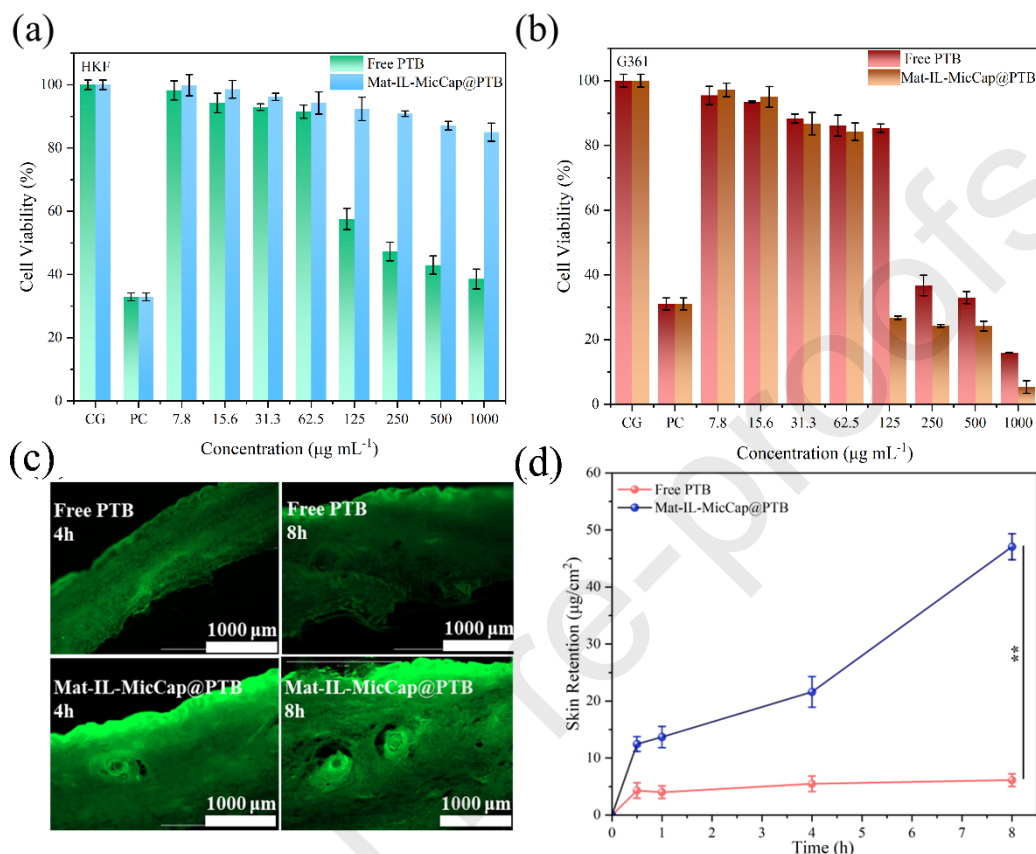 (a)
HKF
Free PTB
Mat-IL-MicCap@PTB
100
80
60
40
20
0
Cell Viability (%)
CG PC 7.8 15.6 31.3 62.5 125 250 500 1000
Concentration (μg mL⁻¹)
(b)
G361
Free PTB
Mat-IL-MicCap@PTB
100
80
60
40
20
0
Cell Viability (%)
CG PC 7.8 15.6 31.3 62.5 125 250 500 1000
Concentration (μg mL⁻¹)
(c)
Free PTB
4h
1000 μm
Free PTB
8h
1000 μm
Mat-IL-MicCap@PTB
4h
1000 μm
Mat-IL-MicCap@PTB
8h
1000 μm
(d)
Free PTB
Mat-IL-MicCap@PTB
60
50
40
30
20
10
0
Skin Retention (μg/cm²)
**
0 1 2 3 4 5 6 7 8
Time (h)
re-proofs